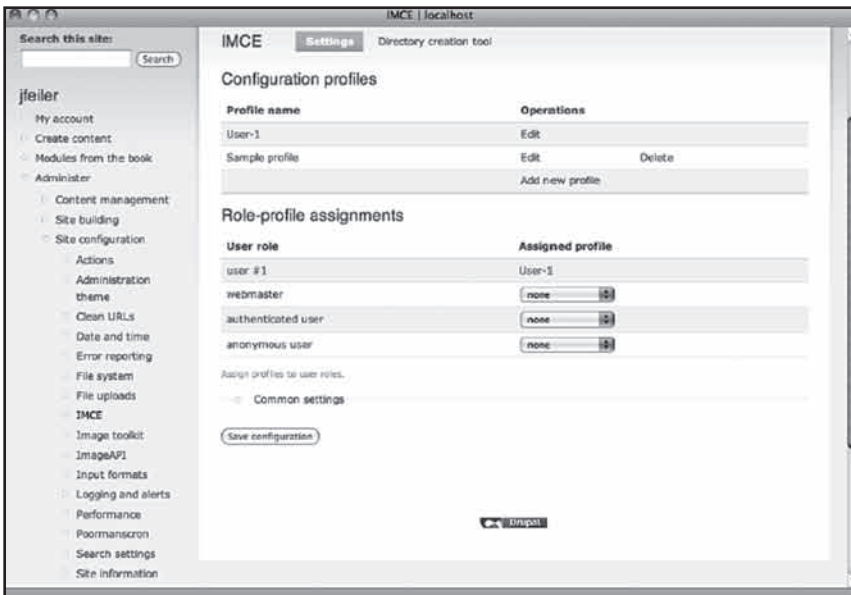 IMCE | localhost
Search this site:
Search
jfeiler
My account
Create content
Modules from the book
Administer
Content management
Site building
Site configuration
Actions
Administration
theme
Clean URLs
Date and time
Error reporting
File system
File uploads
IMCE
Image toolkit
ImageAPI
Input formats
Logging and alerts
Performance
Poormanscron
Search settings
Site information
IMCE Settings Directory creation tool
Configuration profiles
Profile name Operations
User-1 Edit
Sample profile Edit Delete
Add new profile
Role-profile assignments
User role Assigned profile
user #1 User-1
webmaster none
authenticated user none
anonymous user none
Assign profiles to user roles.
Common settings
Save configuration
Drupal